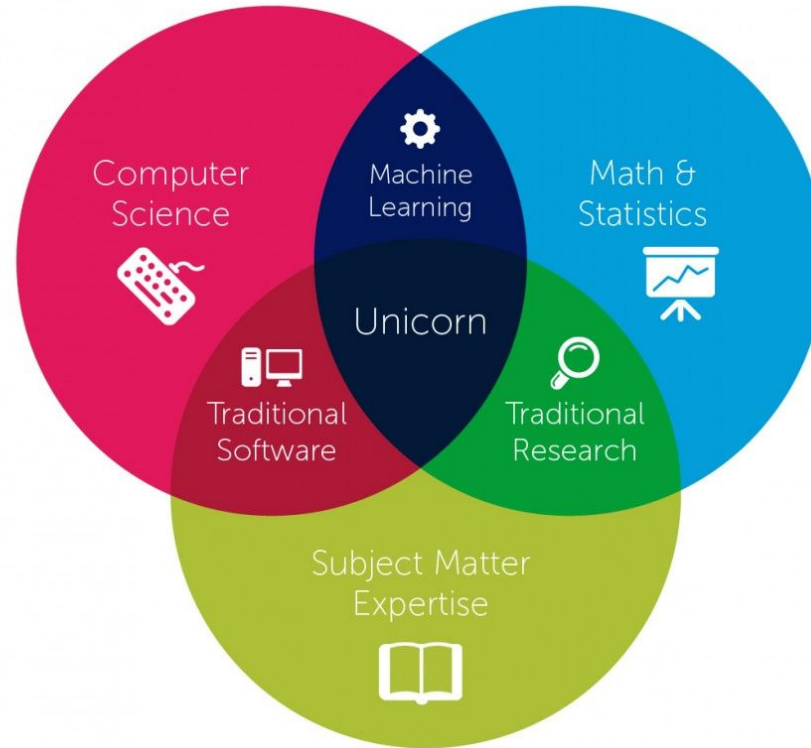 Computer
Science
Machine
Learning
Math &
Statistics
Unicorn
Traditional
Software
Traditional
Research
Subject Matter
Expertise